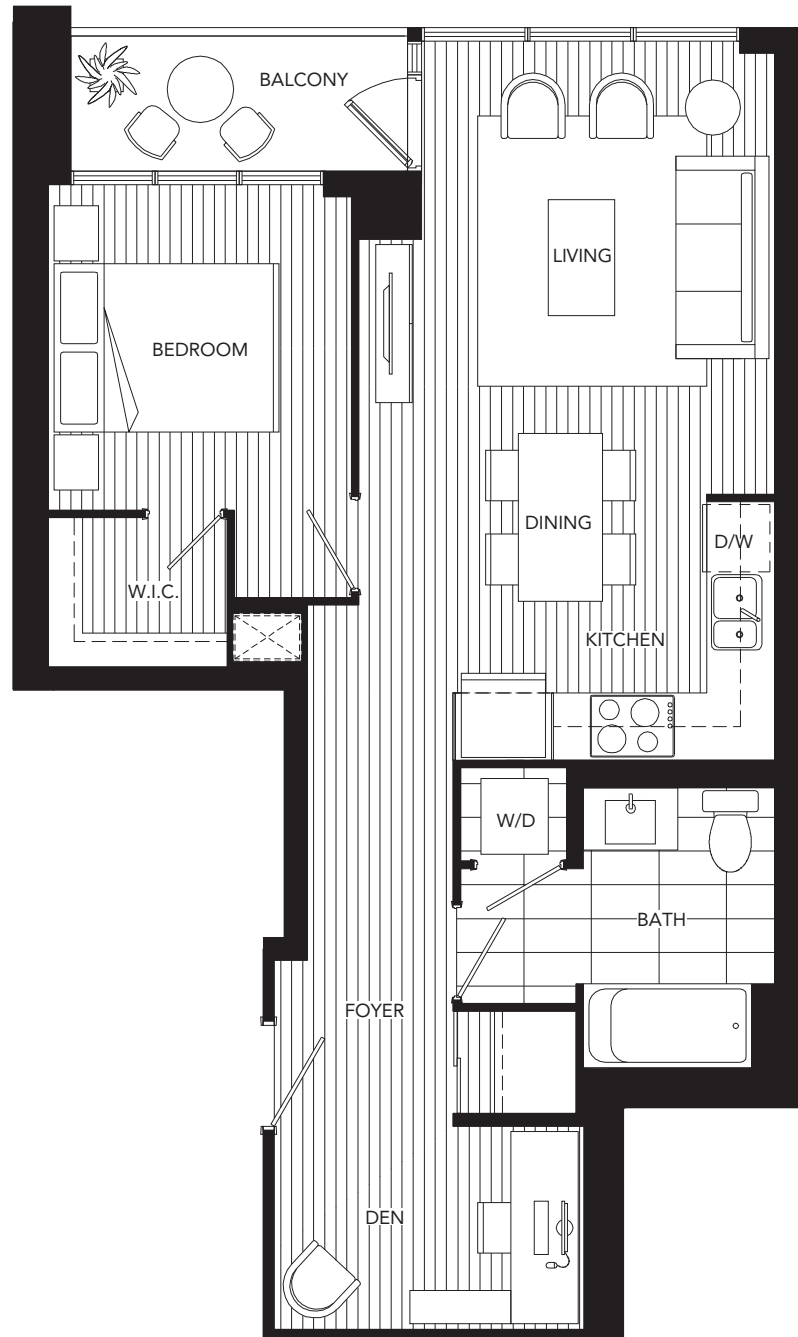 BALCONY
LIVING
BEDROOM
DINING
D/W
W.I.C.
KITCHEN
W/D
BATH
FOYER
DEN